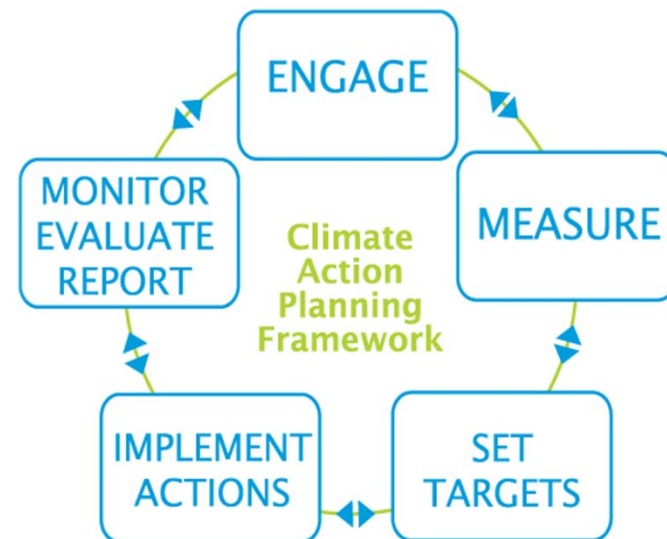 ENGAGE
MEASURE
SET
TARGETS
IMPLEMENT
ACTIONS
MONITOR
EVALUATE
REPORT
Climate
Action
Planning
Framework